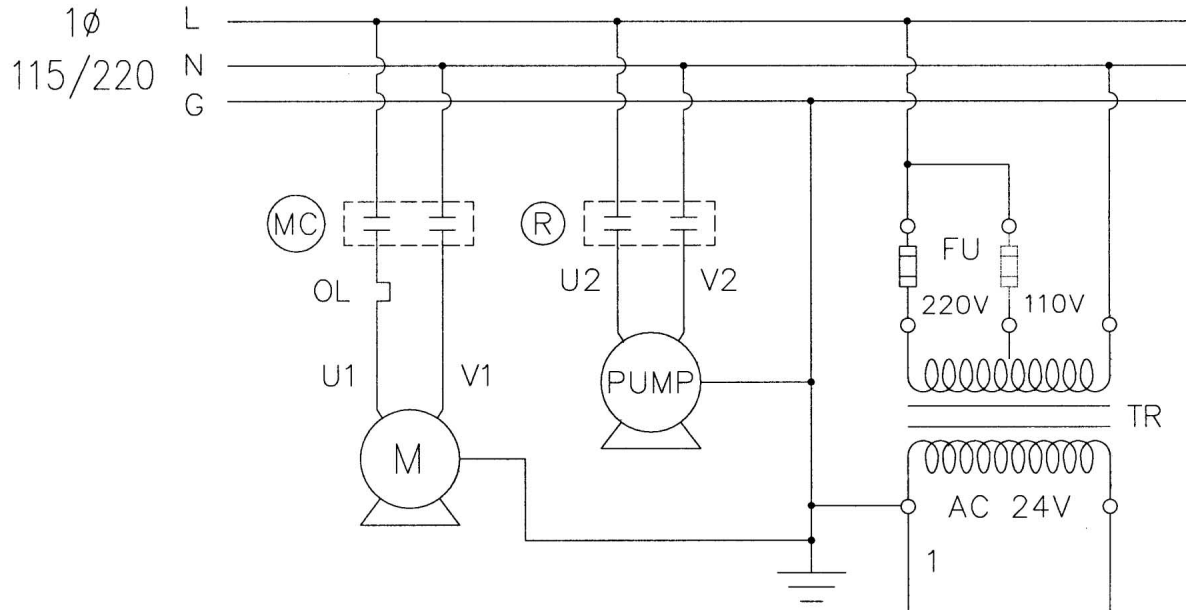 1ø
115/220
L
N
G
MC
R
OL
U2
V2
FU
220V
110V
U1
V1
PUMP
M
TR
AC 24V
1